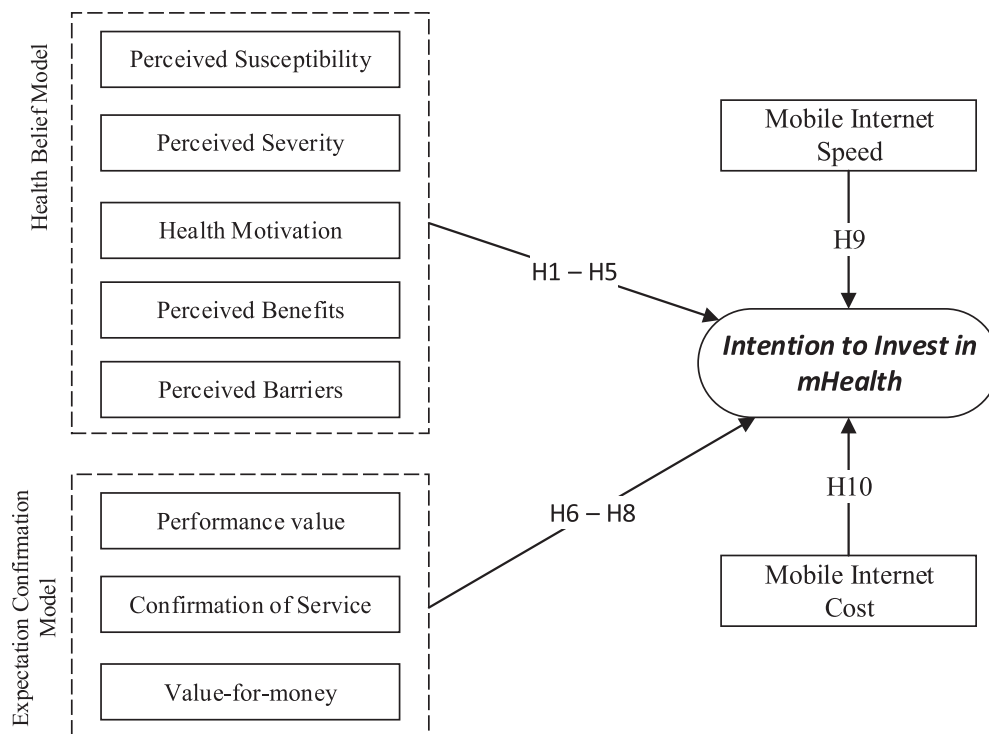 Health Belief Model
Perceived Susceptibility
Perceived Severity
Health Motivation
Perceived Benefits
Perceived Barriers
H1 – H5
Expectation Confirmation
Model
Performance value
Confirmation of Service
Value-for-money
H6 – H8
Mobile Internet
Speed
H9
Intention to Invest in
mHealth
H10
Mobile Internet
Cost